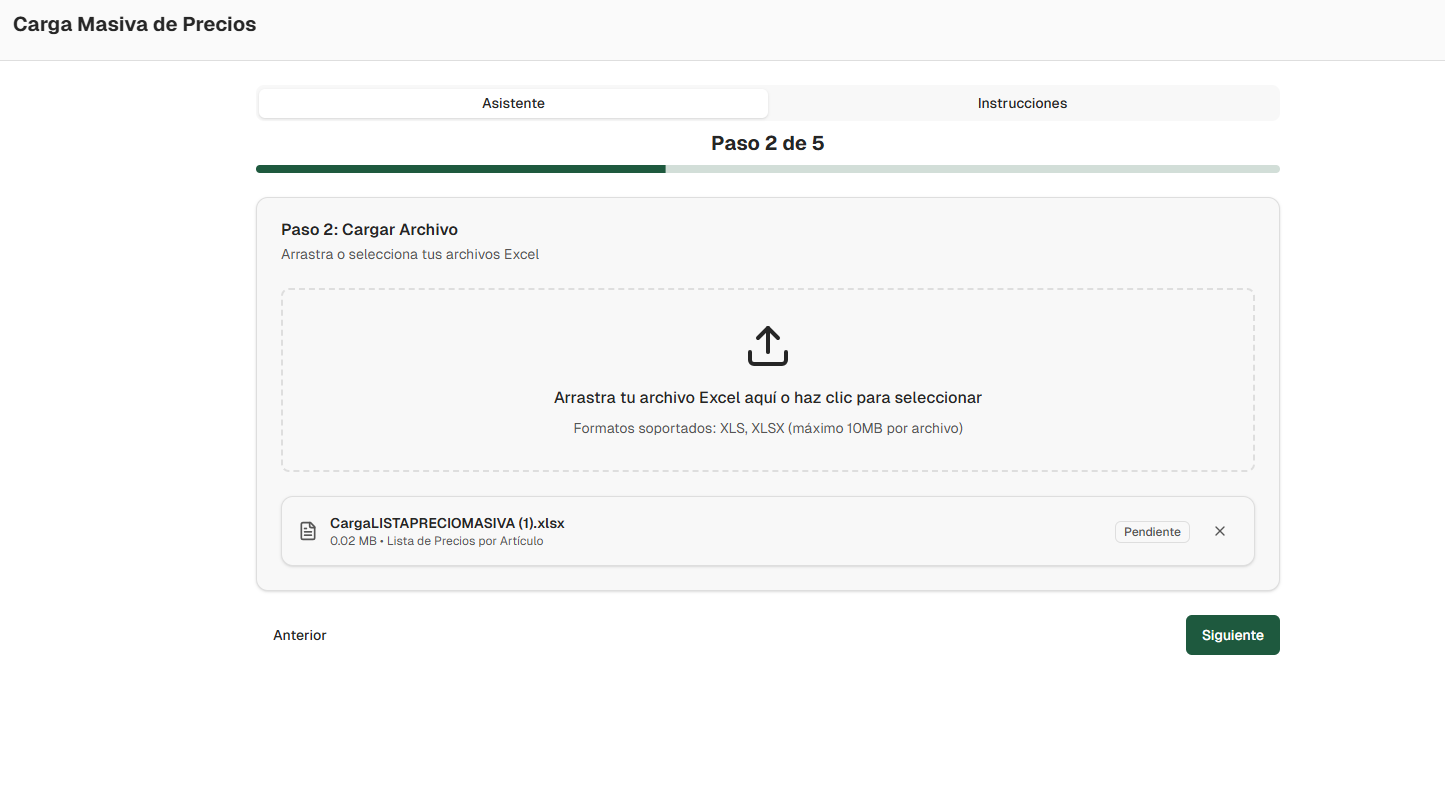 Carga Masiva de Precios
Asistente
Instrucciones
Paso 2 de 5
Paso 2: Cargar Archivo
Arrastra o selecciona tus archivos Excel
Arrastra tu archivo Excel aquí o haz clic para seleccionar
Formatos soportados: XLS, XLSX (máximo 10MB por archivo)
CargaLISTAPRECIOMASIVA (1).xlsx
0.02 MB • Lista de Precios por Artículo
Pendiente
Anterior
Siguiente